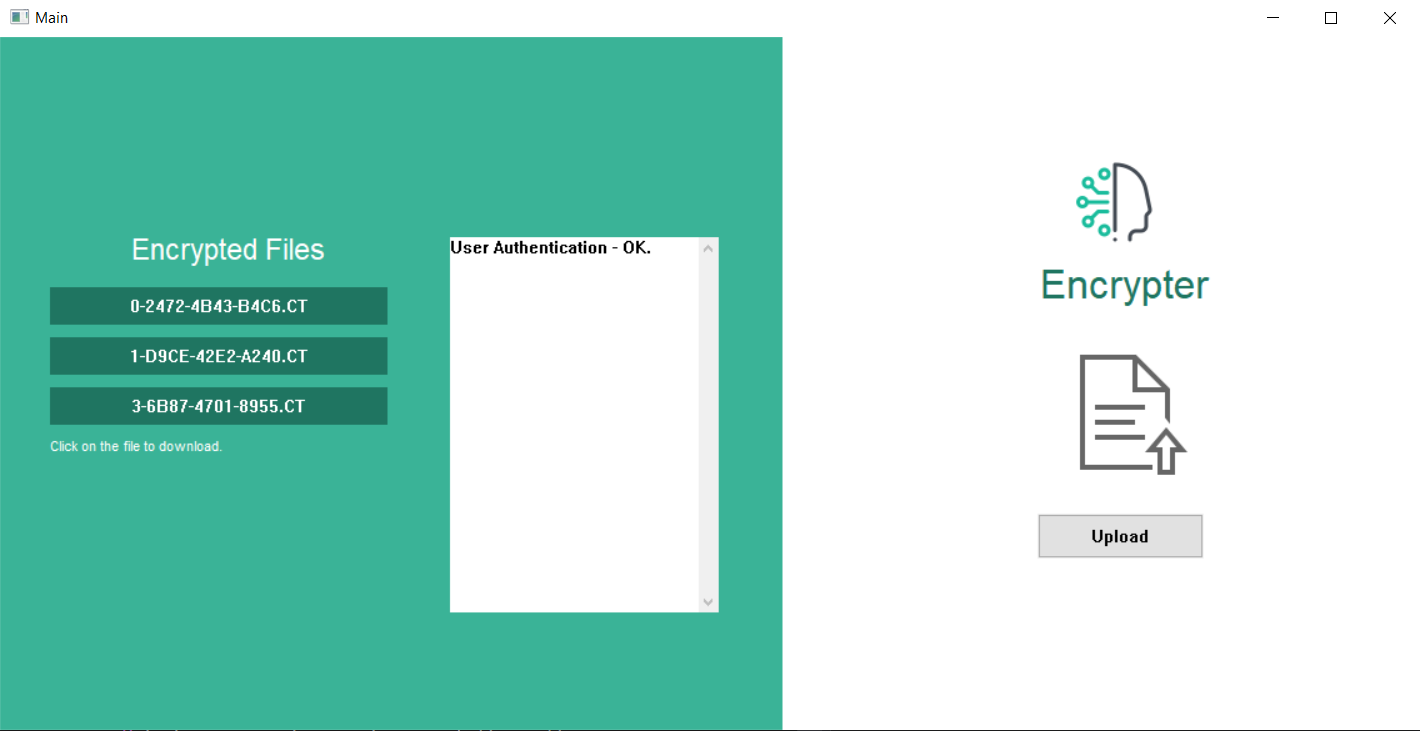 Main
Encrypted Files
0-2472-4B43-B4C6.CT
1-D9CE-42E2-A240.CT
3-6B87-4701-8955.CT
Click on the file to download.
User Authentication - OK.
Encrypter
Upload